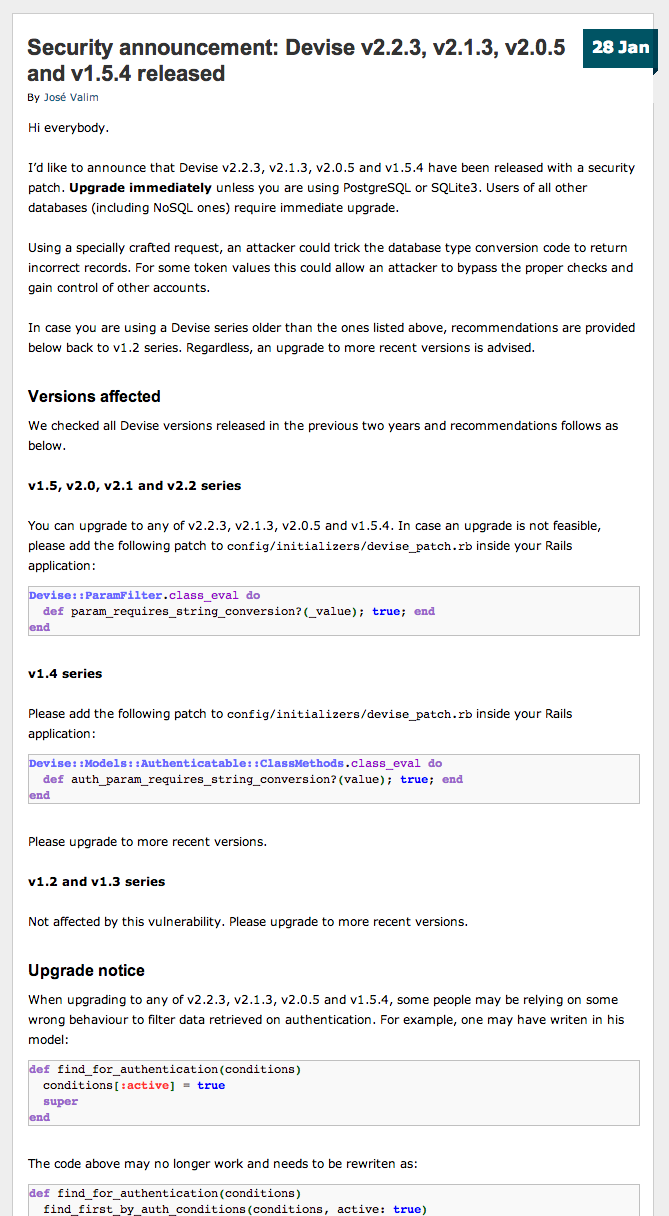 Security announcement: Devise v2.2.3, v2.1.3, v2.0.5
and v1.5.4 released
28 Jan
By José Valim
Hi everybody.
I’d like to announce that Devise v2.2.3, v2.1.3, v2.0.5 and v1.5.4 have been released with a security
patch. Upgrade immediately unless you are using PostgreSQL or SQLite3. Users of all other
databases (including NoSQL ones) require immediate upgrade.
Using a specially crafted request, an attacker could trick the database type conversion code to return
incorrect records. For some token values this could allow an attacker to bypass the proper checks and
gain control of other accounts.
In case you are using a Devise series older than the ones listed above, recommendations are provided
below back to v1.2 series. Regardless, an upgrade to more recent versions is advised.
Versions affected
We checked all Devise versions released in the previous two years and recommendations follows as
below.
v1.5, v2.0, v2.1 and v2.2 series
You can upgrade to any of v2.2.3, v2.1.3, v2.0.5 and v1.5.4. In case an upgrade is not feasible,
please add the following patch to config/initializers/devise_patch.rb inside your Rails
application:
Devise::ParamFilter.class_eval do
  def param_requires_string_conversion?(_value); true; end
end
v1.4 series
Please add the following patch to config/initializers/devise_patch.rb inside your Rails
application:
Devise::Models::Authenticatable::ClassMethods.class_eval do
  def auth_param_requires_string_conversion?(value); true; end
end
Please upgrade to more recent versions.
v1.2 and v1.3 series
Not affected by this vulnerability. Please upgrade to more recent versions.
Upgrade notice
When upgrading to any of v2.2.3, v2.1.3, v2.0.5 and v1.5.4, some people may be relying on some
wrong behaviour to filter data retrieved on authentication. For example, one may have writen in his
model:
def find_for_authentication(conditions)
  conditions[:active] = true
  super
end
The code above may no longer work and needs to be rewriten as:
def find_for_authentication(conditions)
  find_first_by_auth_conditions(conditions, active: true)